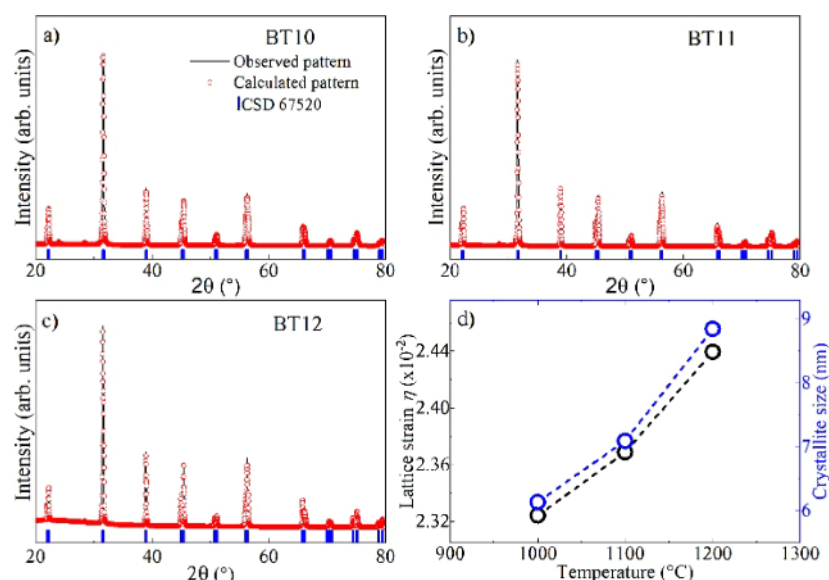 a) BT10
Observed pattern
Calculated pattern
ICSD 67520
Intensity (arb. units)
20 40 60 80
2θ (°)
b) BT11
Intensity (arb. units)
20 40 60 80
2θ (°)
c) BT12
Intensity (arb. units)
20 40 60 80
2θ (°)
d)
Lattice strain η (x10⁻²)
2.44
2.40
2.36
2.32
Crystallite size (nm)
9
8
7
6
900 1000 1100 1200 1300
Temperature (°C)